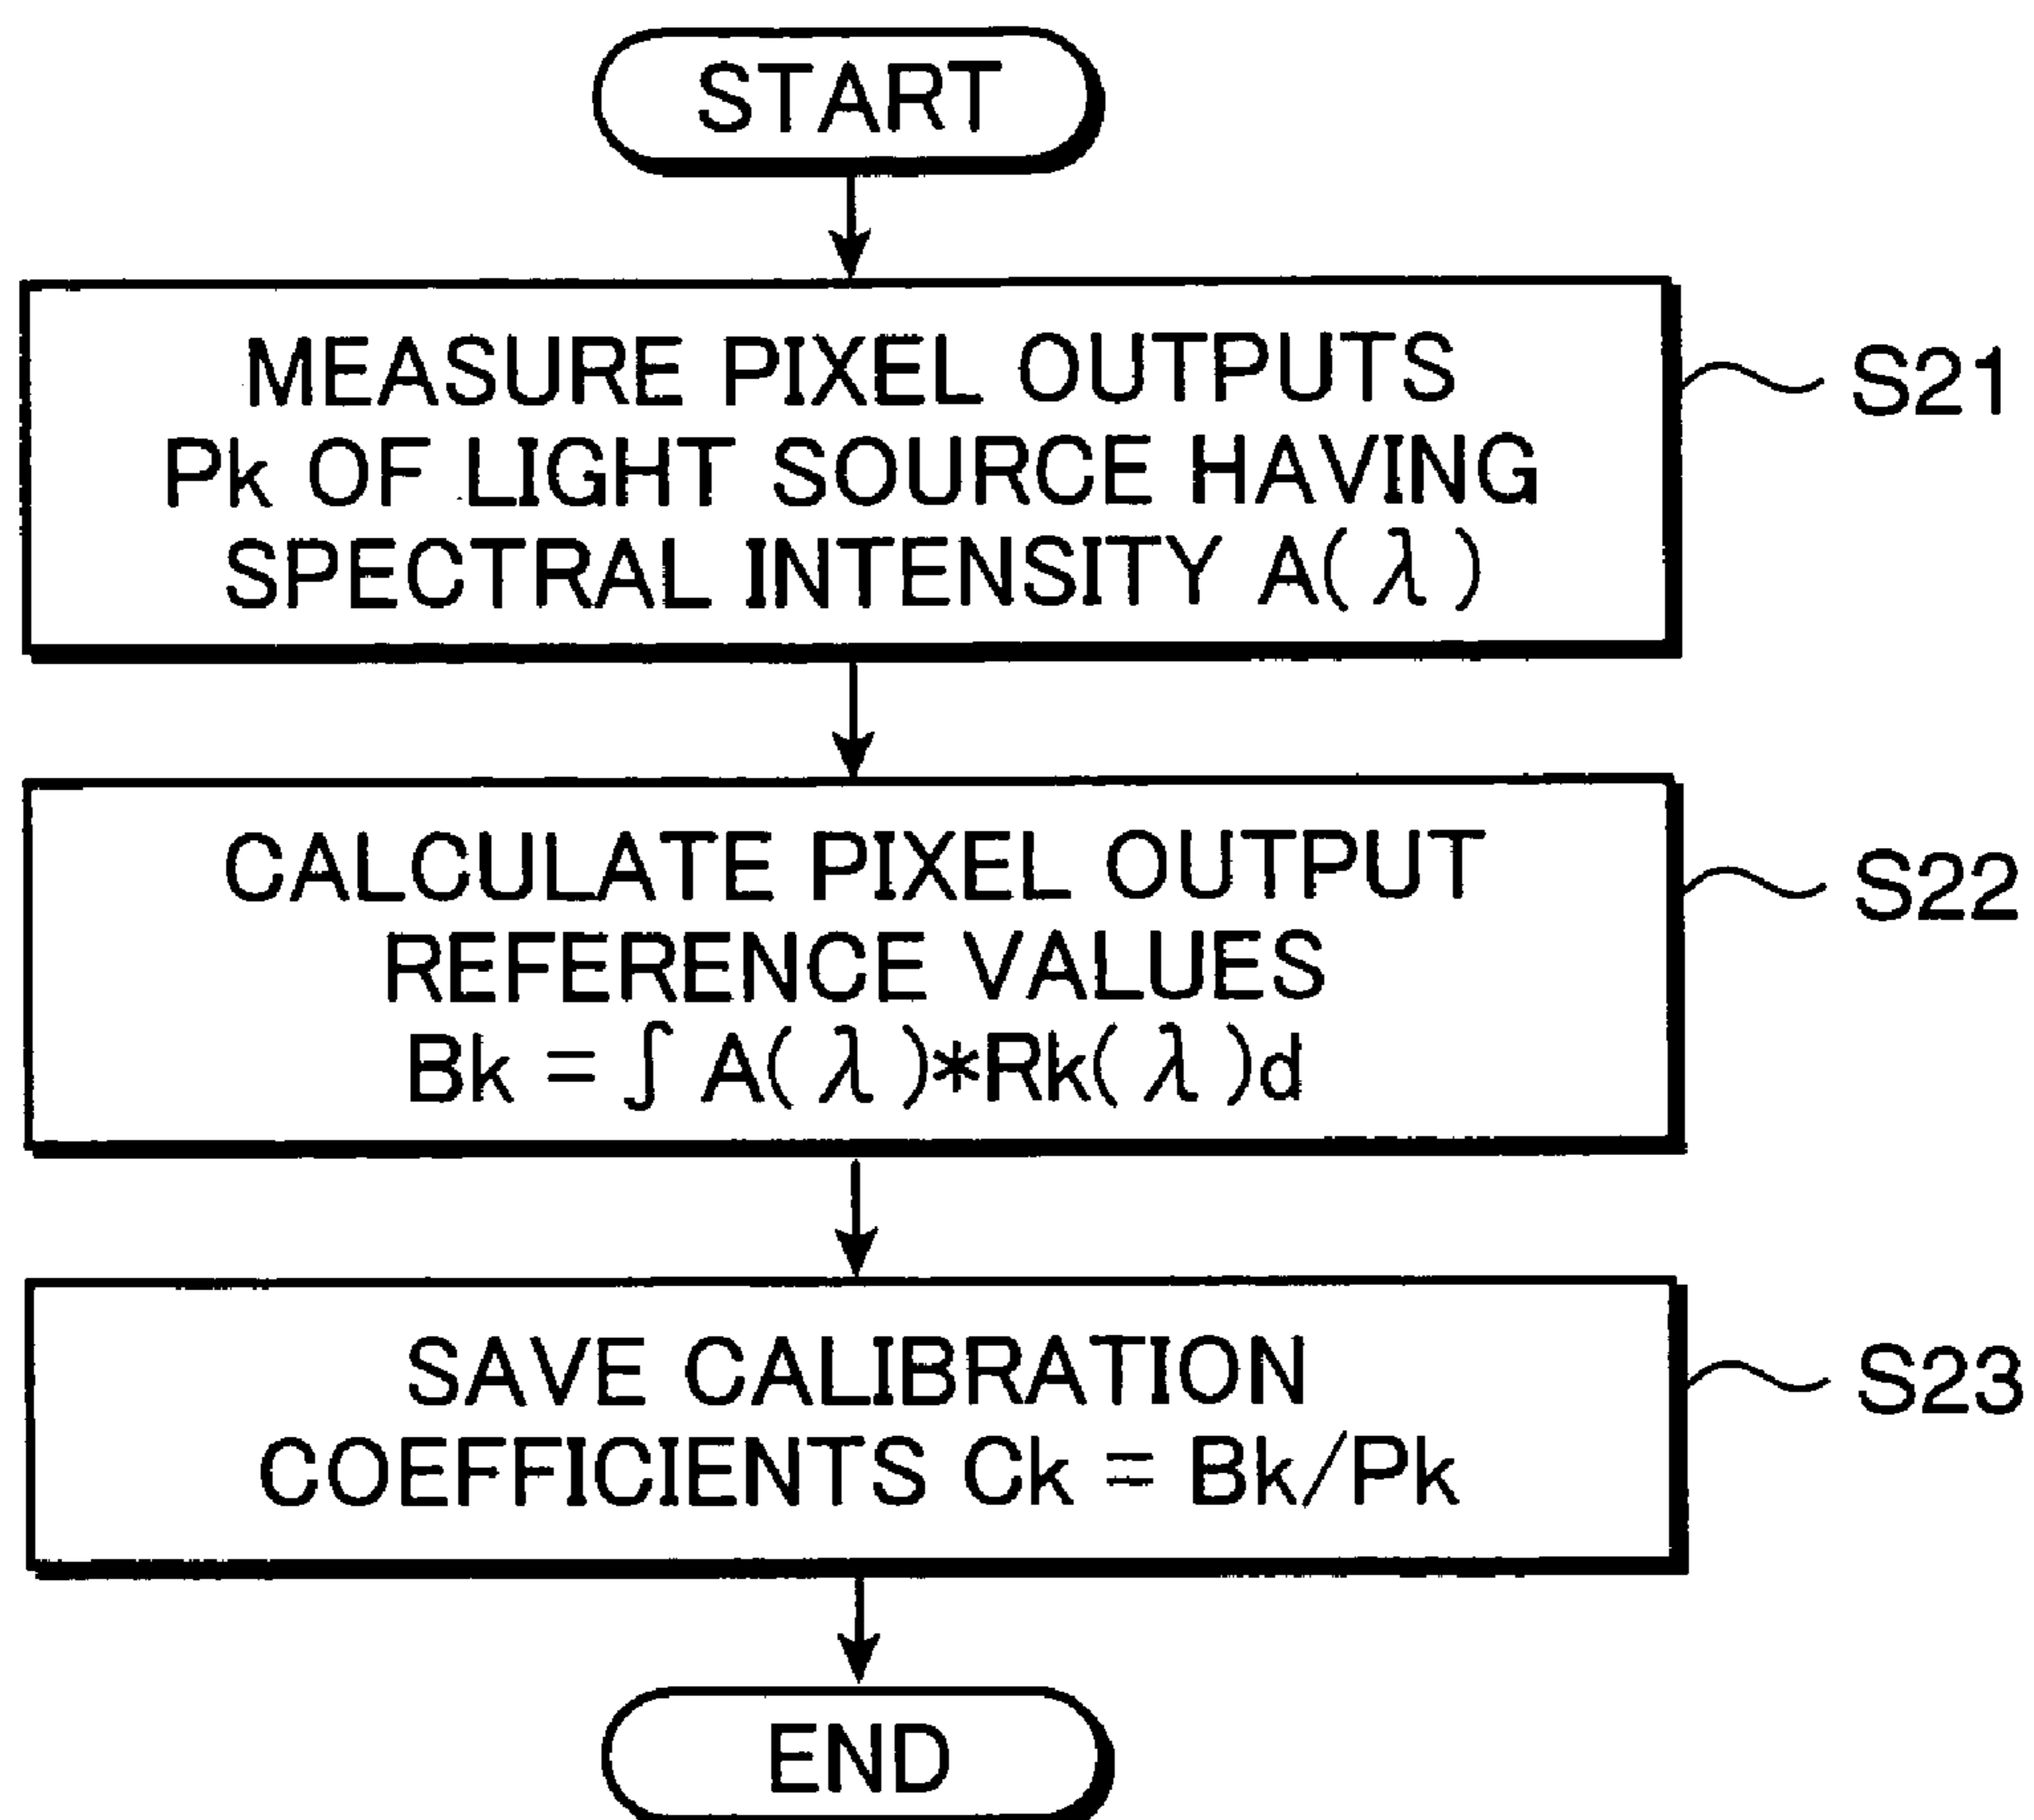 START
MEASURE PIXEL OUTPUTS
Pk OF LIGHT SOURCE HAVING
SPECTRAL INTENSITY A(λ)
S21
CALCULATE PIXEL OUTPUT
REFERENCE VALUES
Bk = ∫ A(λ)*Rk(λ)d
S22
SAVE CALIBRATION
COEFFICIENTS Ck = Bk/Pk
S23
END